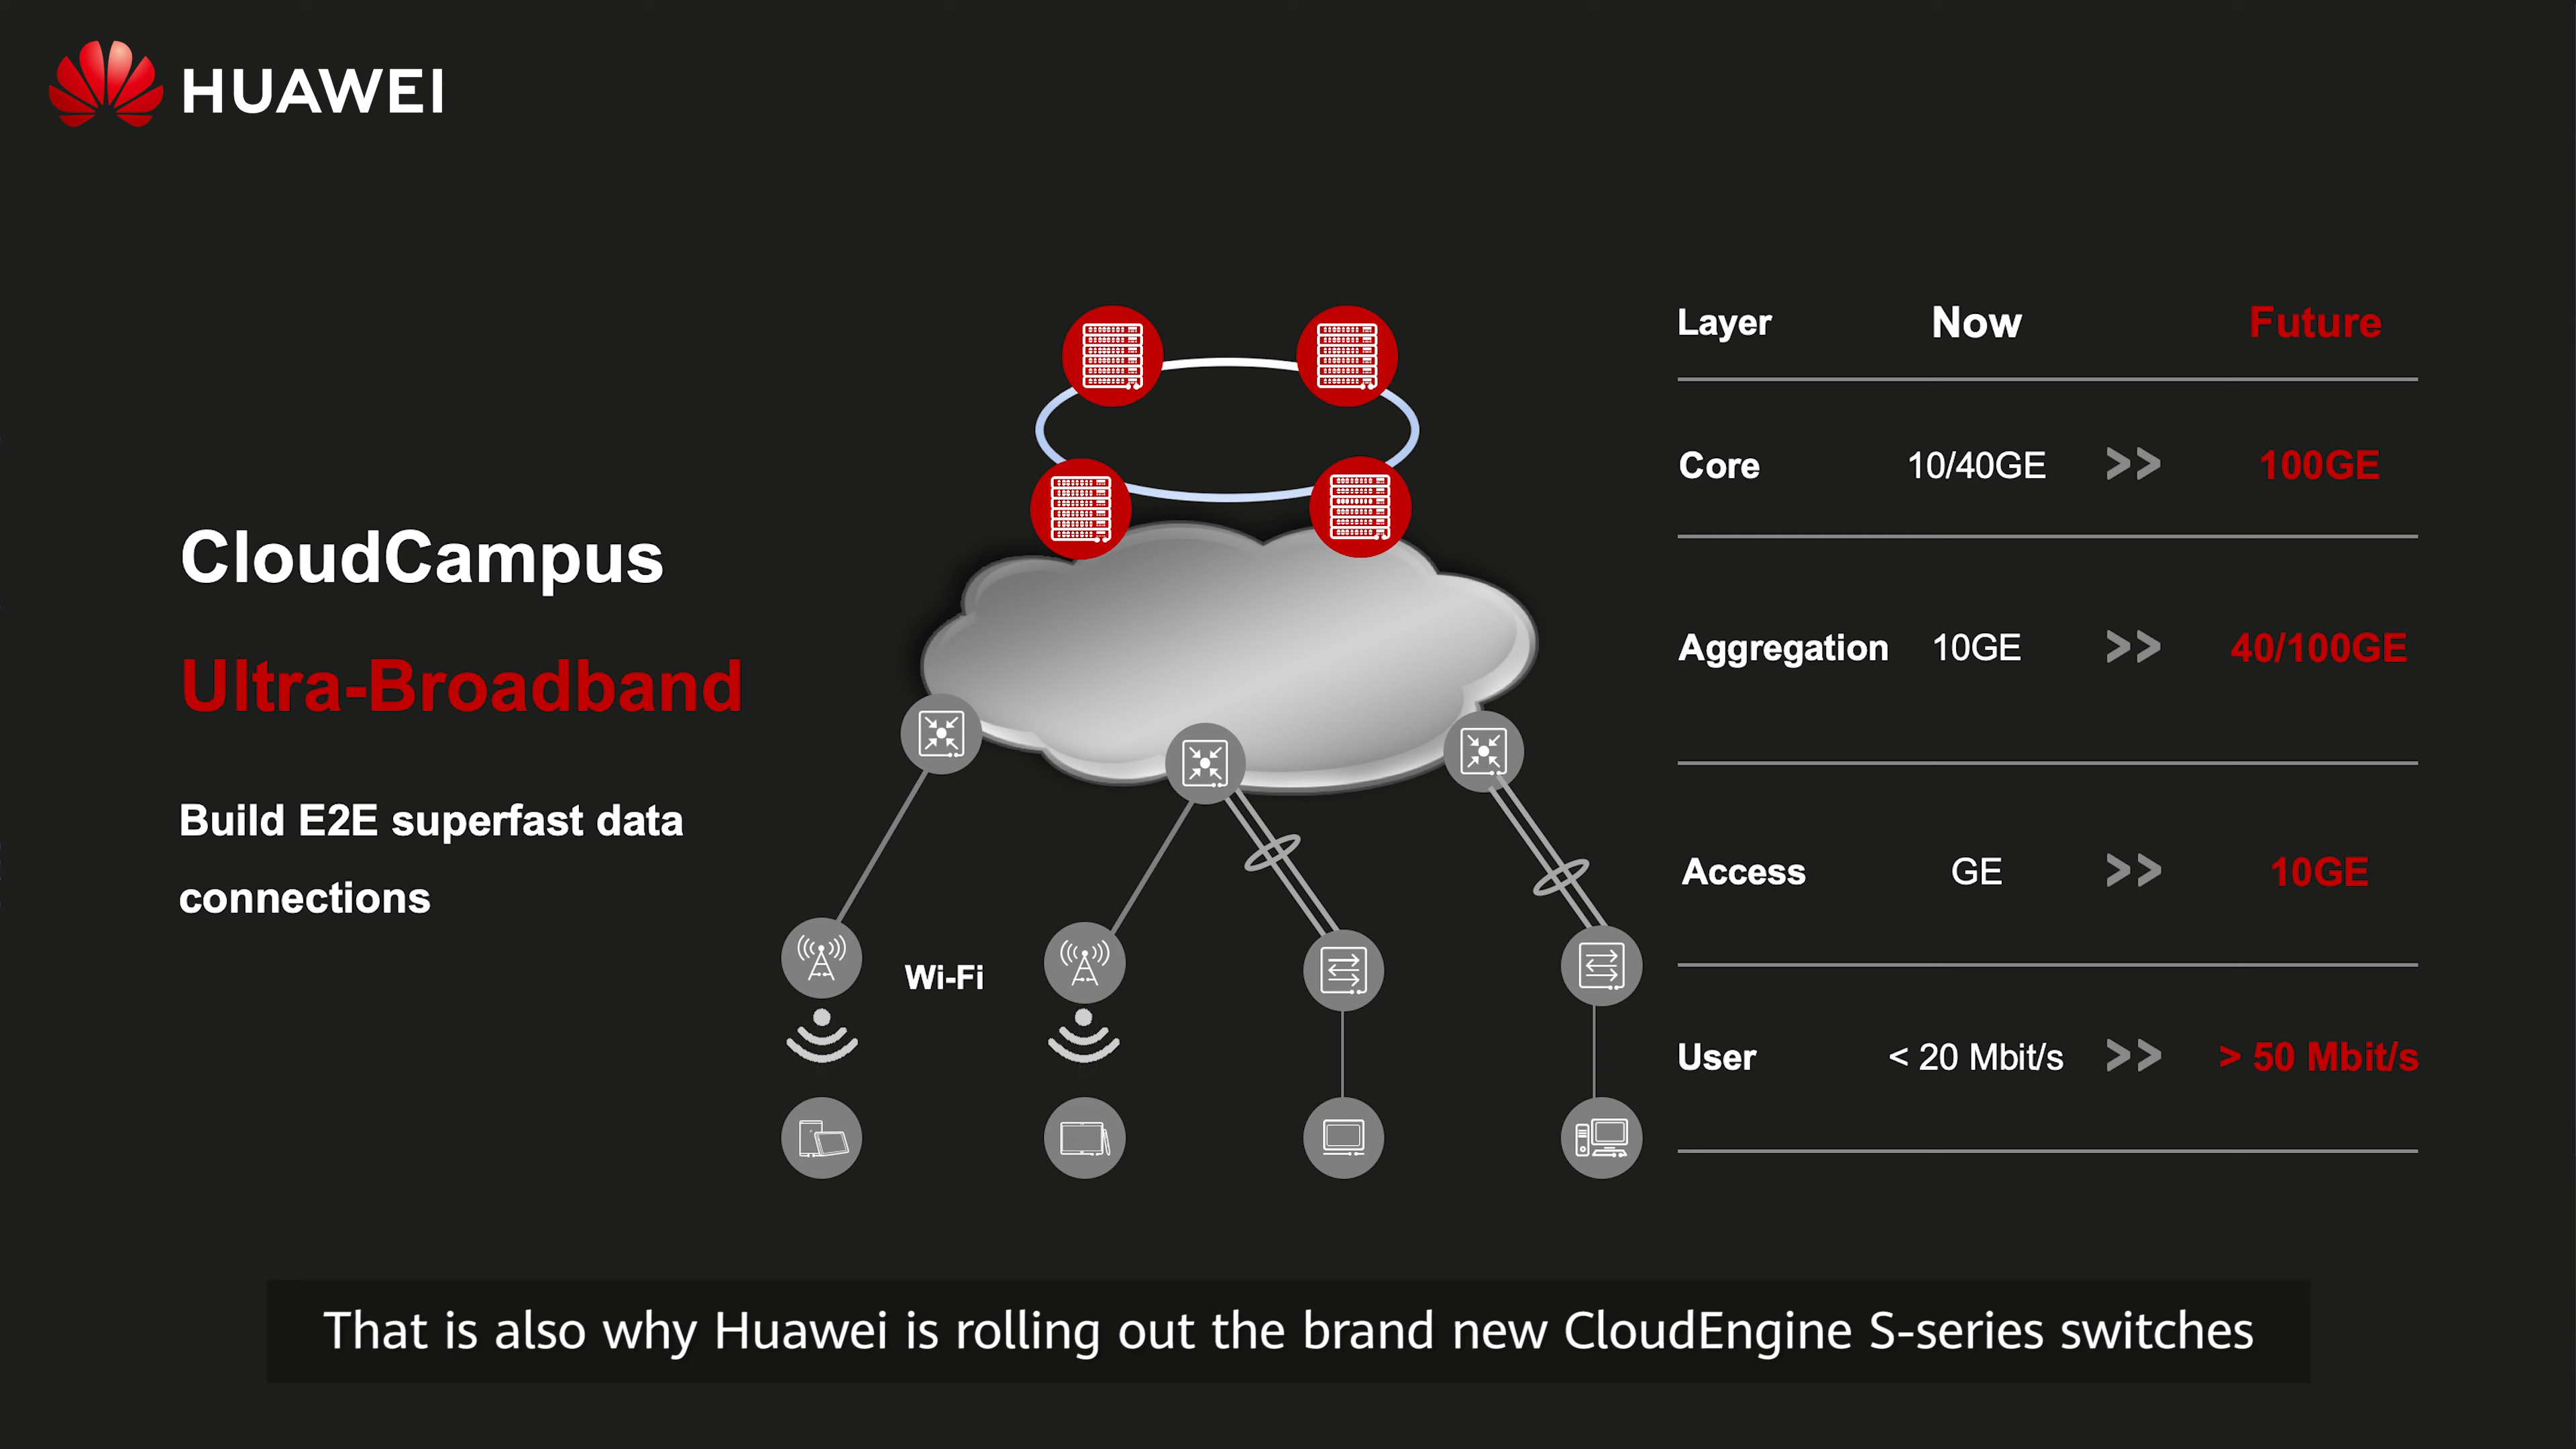 HUAWEI
CloudCampus
Ultra-Broadband
Build E2E superfast data
connections
Wi-Fi
Layer Now Future
Core 10/40GE >> 100GE
Aggregation 10GE >> 40/100GE
Access GE >> 10GE
User < 20 Mbit/s >> > 50 Mbit/s
That is also why Huawei is rolling out the brand new CloudEngine S-series switches